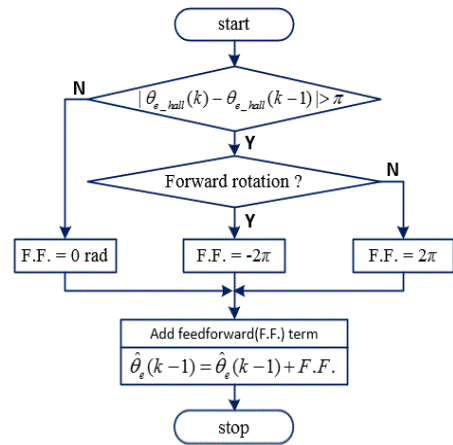 start
N
| θe_hall(k) − θe_hall(k−1) |> π
Y
Forward rotation ?
N
Y
F.F. = 0 rad
F.F. = -2π
F.F. = 2π
Add feedforward(F.F.) term
θ̂e(k−1) = θ̂e(k−1) + F.F.
stop